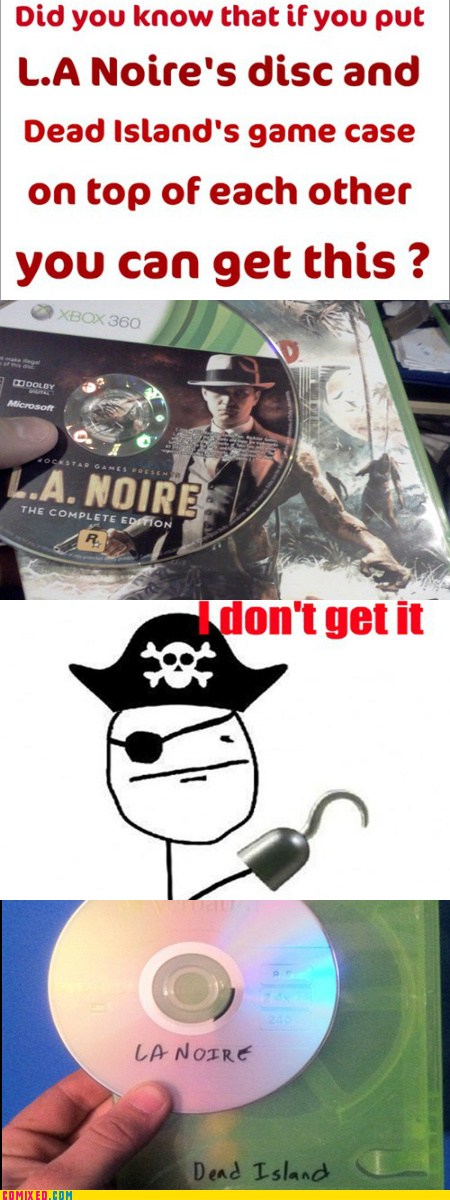 Did you know that if you put
L.A Noire's disc and
Dead Island's game case
on top of each other
you can get this ?
XBOX 360
DOLBY
DIGITAL
Microsoft
ROCKSTAR GAMES PRESENTS
L.A. NOIRE
THE COMPLETE EDITION
R
I don't get it
LA NOIRE
Dead Island
COMIXED.COM